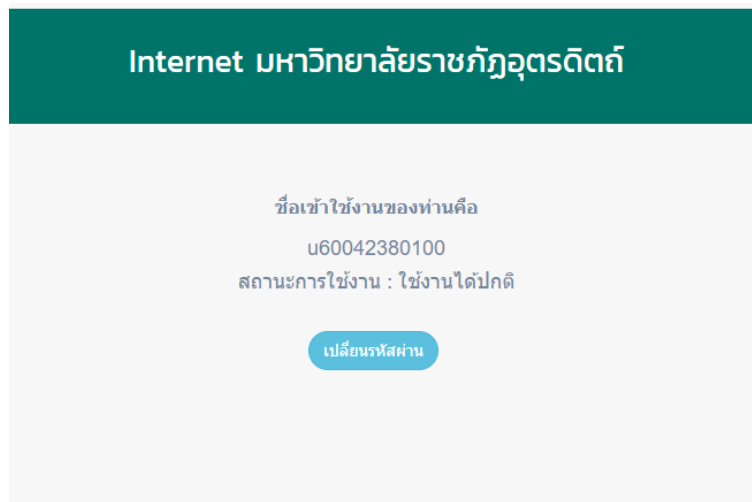 Internet มหาวิทยาลัยราชภัฏอุตรดิตถ์
ชื่อเข้าใช้งานของท่านคือ
u60042380100
สถานะการใช้งาน : ใช้งานได้ปกติ
เปลี่ยนรหัสผ่าน